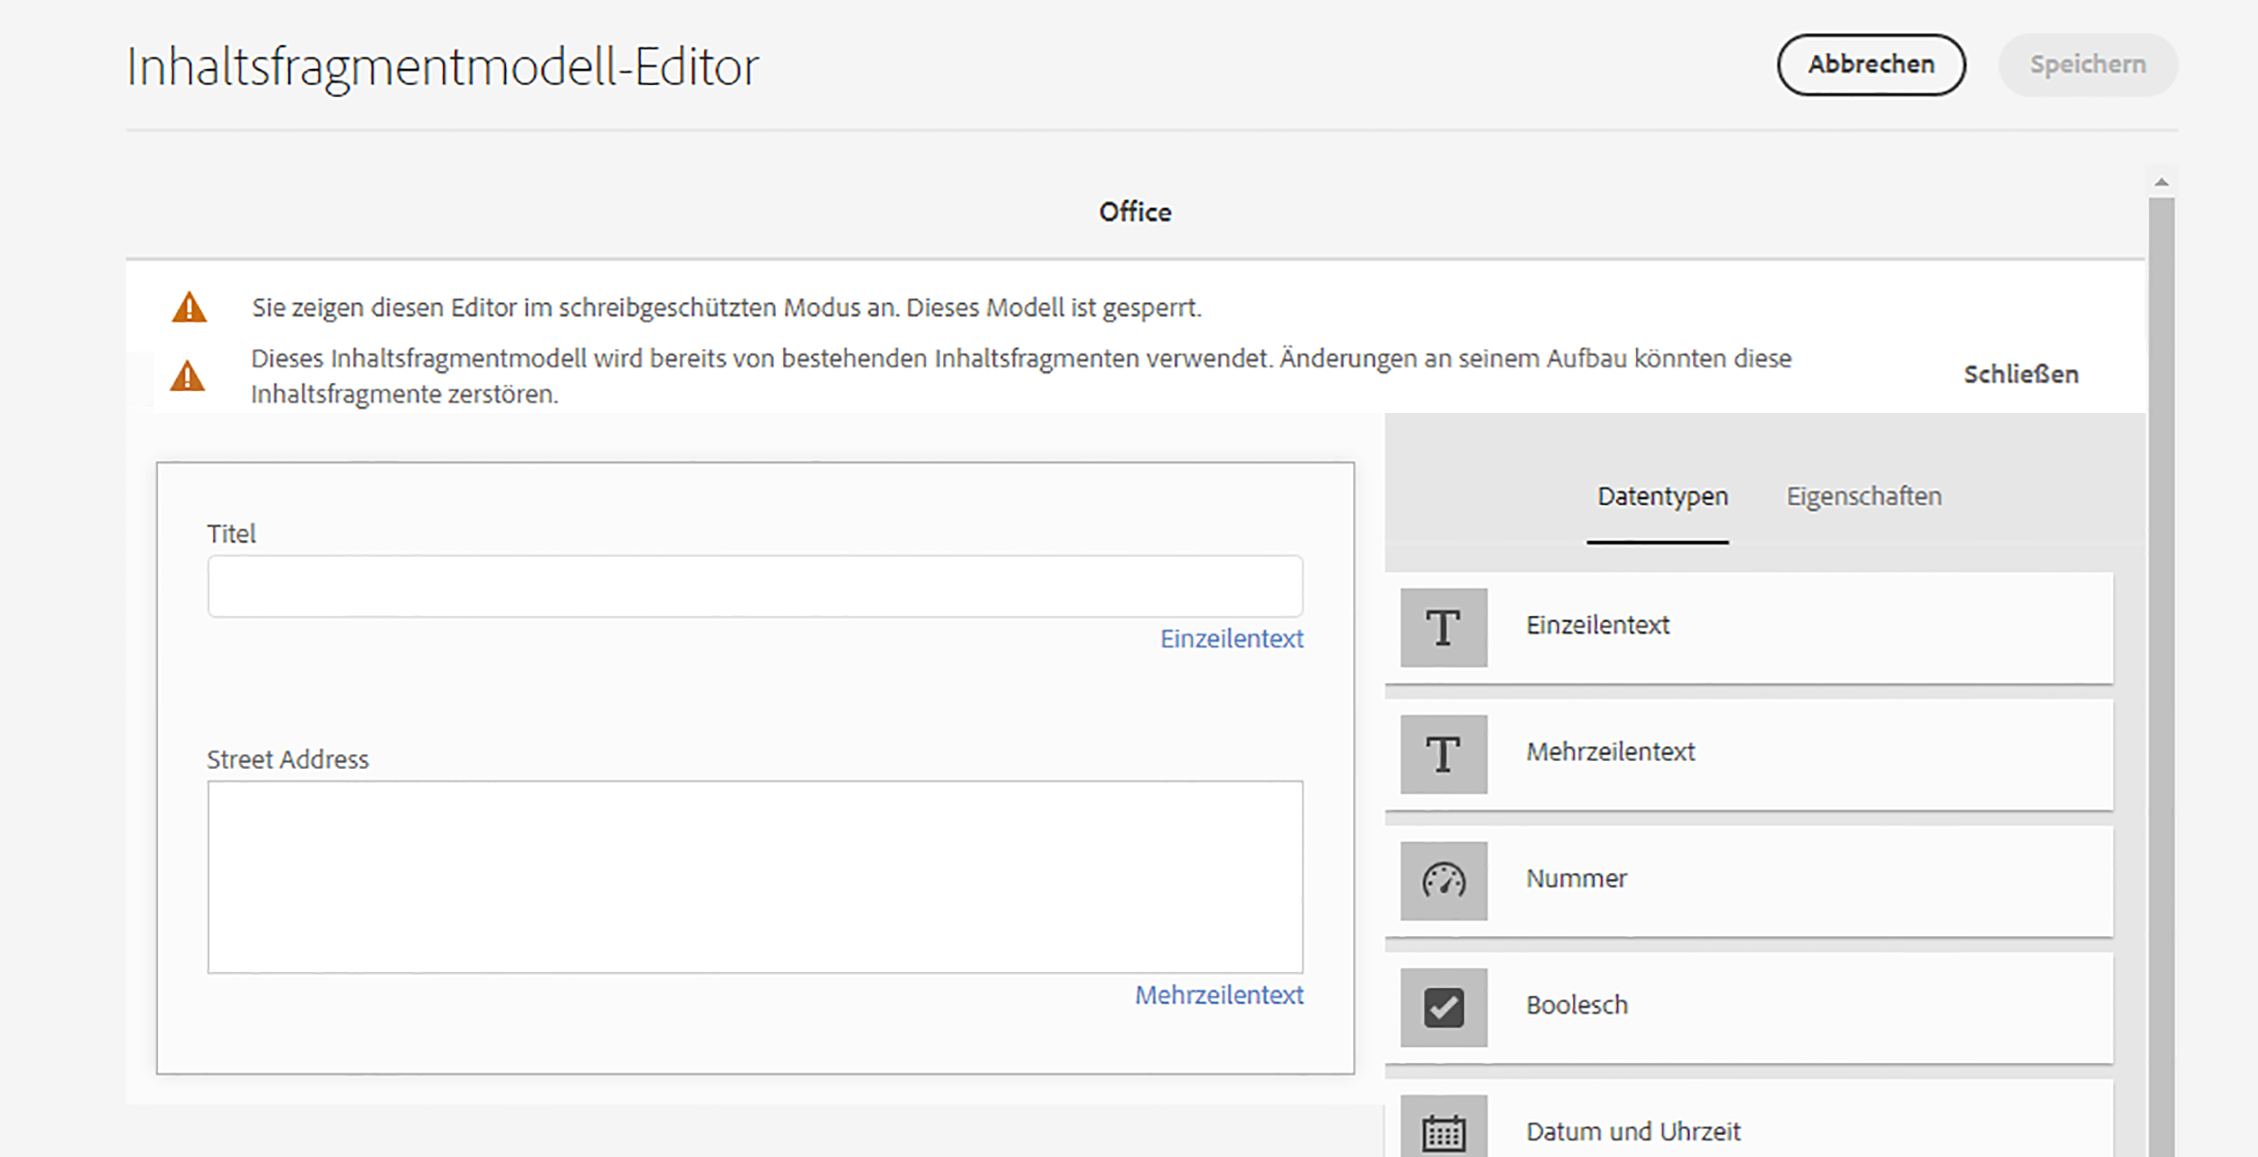 Inhaltsfragmentmodell-Editor
Abbrechen
Speichern
Office
Sie zeigen diesen Editor im schreibgeschützten Modus an. Dieses Modell ist gesperrt.
Dieses Inhaltsfragmentmodell wird bereits von bestehenden Inhaltsfragmenten verwendet. Änderungen an seinem Aufbau könnten diese
Inhaltsfragmente zerstören.
Schließen
Titel
Einzeilentext
Street Address
Mehrzeilentext
Datentypen
Eigenschaften
Einzeilentext
Mehrzeilentext
Nummer
Boolesch
Datum und Uhrzeit